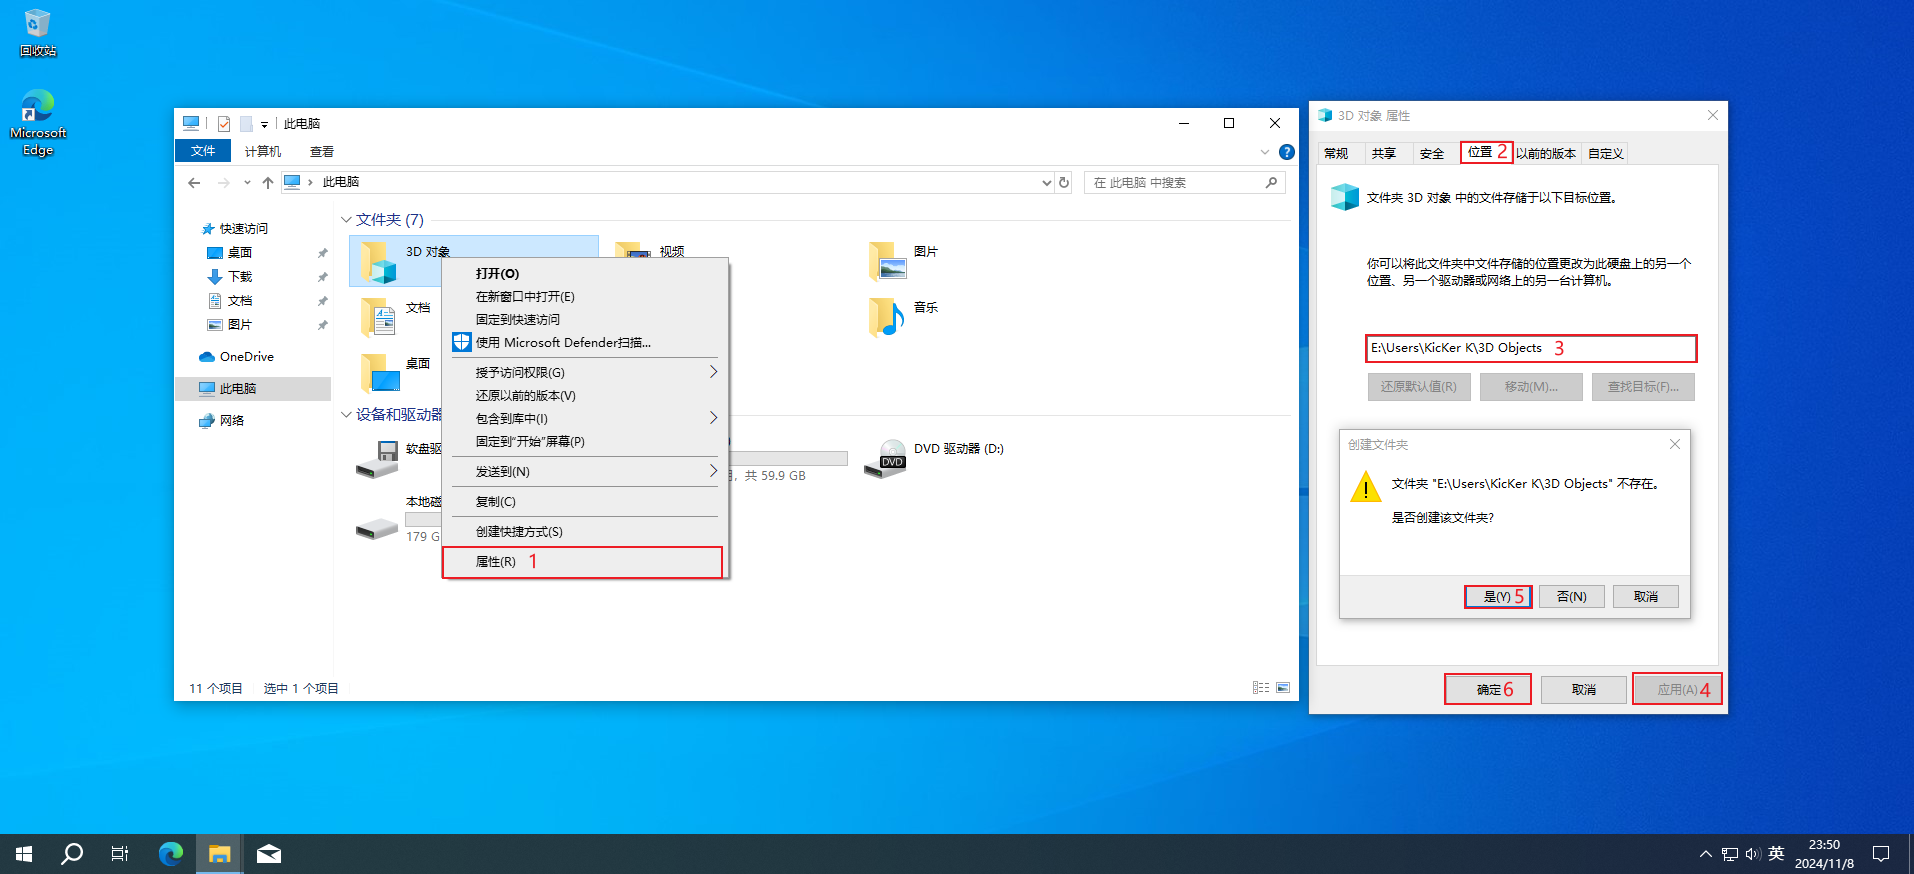 回收站
Microsoft
Edge
此电脑
文件
计算机
查看
此电脑
在 此电脑 中搜索
快速访问
桌面
下载
文档
图片
OneDrive
此电脑
网络
文件夹 (7)
3D 对象
视频
图片
文档
音乐
桌面
设备和驱动器
软盘驱
共 59.9 GB
DVD 驱动器 (D:)
DVD
本地磁
179 G
打开(O)
在新窗口中打开(E)
固定到快速访问
使用 Microsoft Defender扫描...
授予访问权限(G)
还原以前的版本(V)
包含到库中(I)
固定到"开始"屏幕(P)
发送到(N)
复制(C)
创建快捷方式(S)
属性(R) 1
11 个项目
选中 1 个项目
3D 对象 属性
常规 共享 安全 位置 2 以前的版本 自定义
文件夹 3D 对象 中的文件存储于以下目标位置。
你可以将此文件夹中文件存储的位置更改为此硬盘上的另一个
位置、另一个驱动器或网络上的另一台计算机。
E:\Users\KicKer K\3D Objects 3
还原默认值(R) 移动(M)... 查找目标(F)...
创建文件夹
文件夹 "E:\Users\KicKer K\3D Objects" 不存在。
是否创建该文件夹?
是(Y) 5 否(N) 取消
确定 6 取消 应用(A) 4
英
23:50
2024/11/8